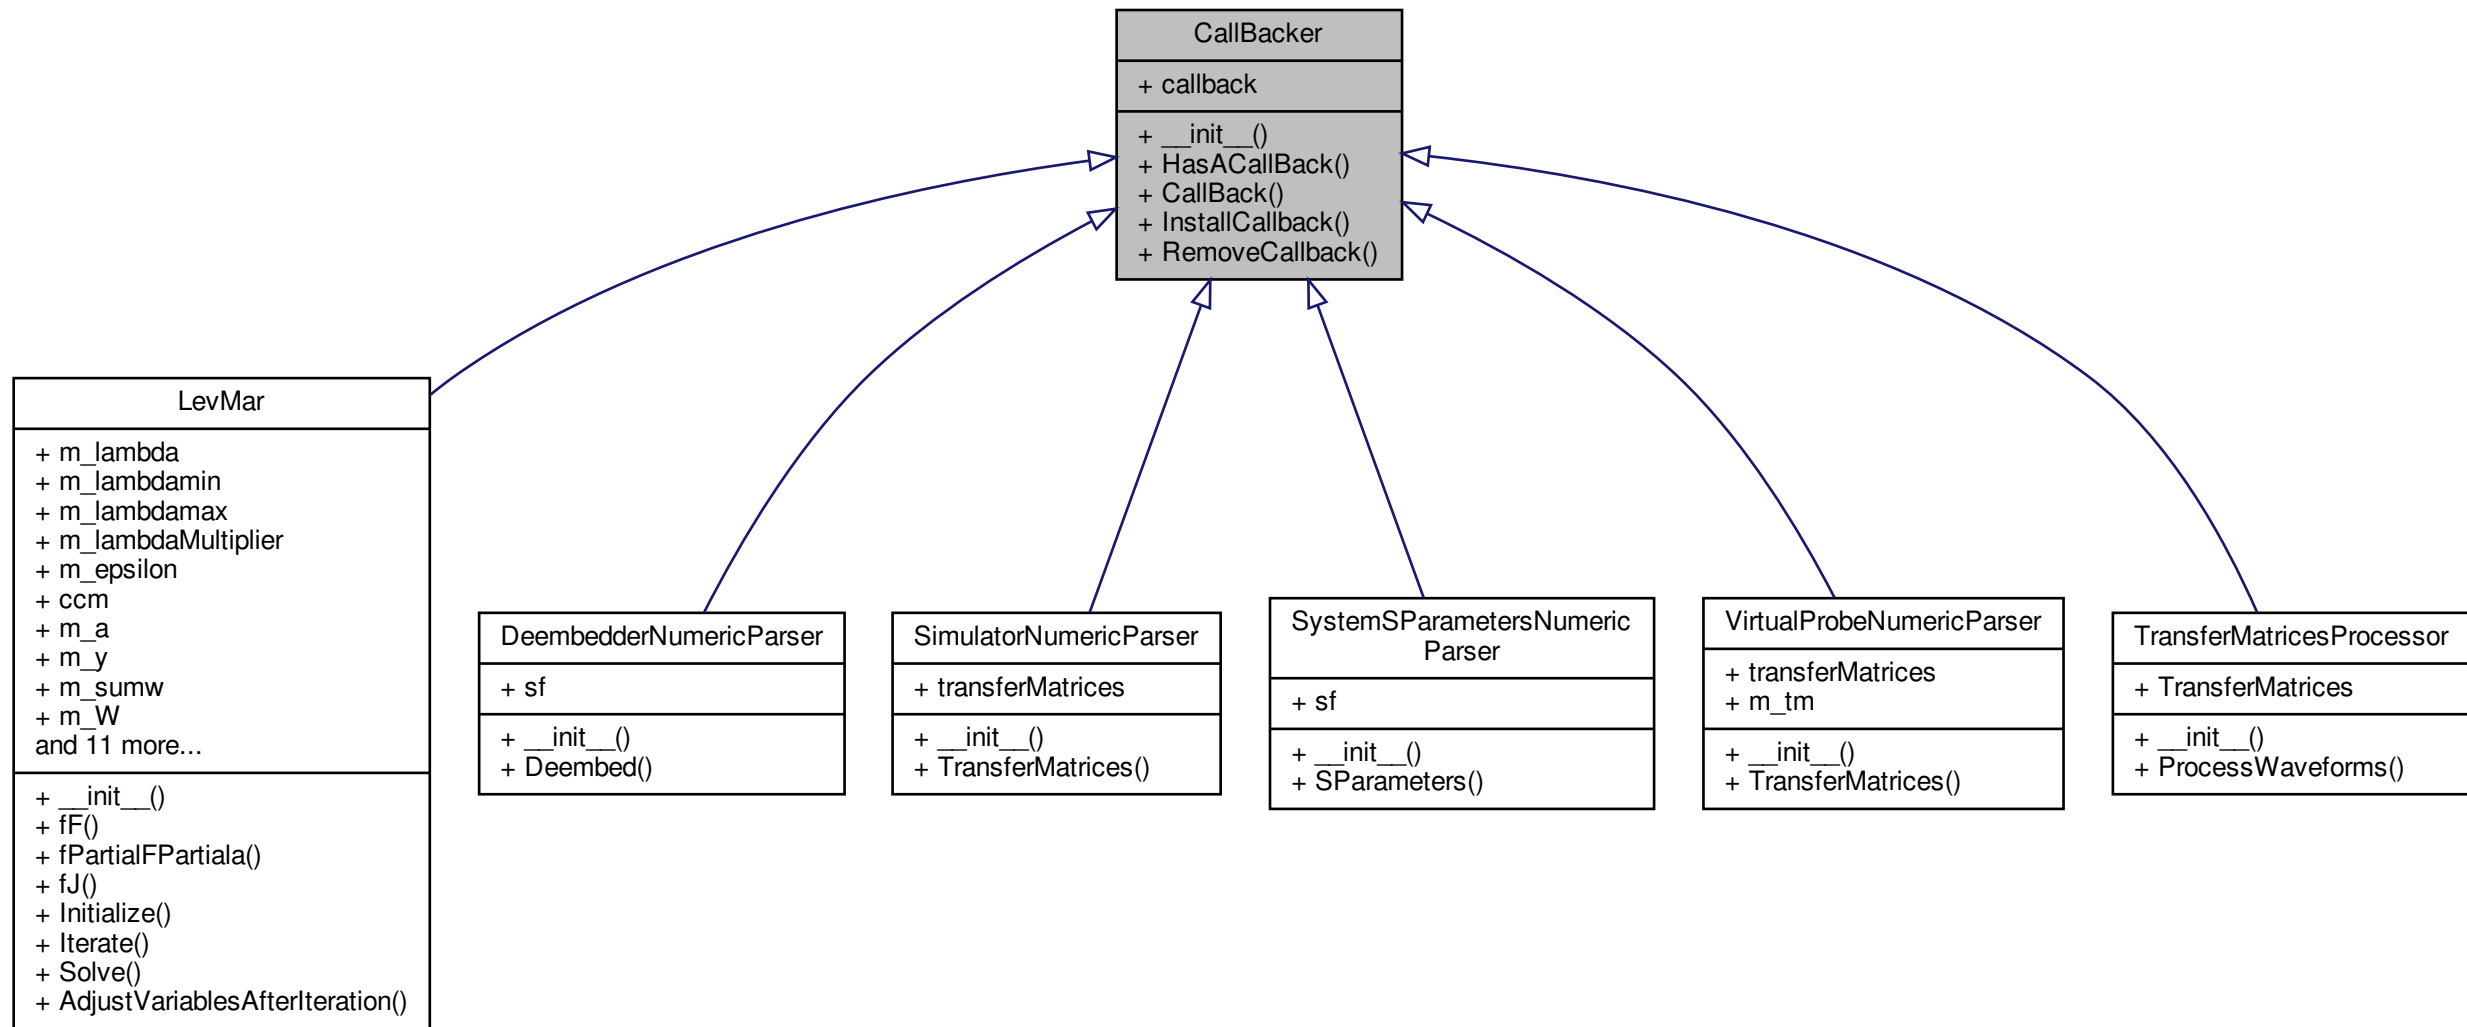 CallBacker
+ callback
+ __init__()
+ HasACallBack()
+ CallBack()
+ InstallCallback()
+ RemoveCallback()
LevMar
+ m_lambda
+ m_lambdamin
+ m_lambdamax
+ m_lambdaMultiplier
+ m_epsilon
+ ccm
+ m_a
+ m_y
+ m_sumw
+ m_W
and 11 more...
+ __init__()
+ fF()
+ fPartialFPartiala()
+ fJ()
+ Initialize()
+ Iterate()
+ Solve()
+ AdjustVariablesAfterIteration()
DeembedderNumericParser
+ sf
+ __init__()
+ Deembed()
SimulatorNumericParser
+ transferMatrices
+ __init__()
+ TransferMatrices()
SystemSParametersNumeric
Parser
+ sf
+ __init__()
+ SParameters()
VirtualProbeNumericParser
+ transferMatrices
+ m_tm
+ __init__()
+ TransferMatrices()
TransferMatricesProcessor
+ TransferMatrices
+ __init__()
+ ProcessWaveforms()